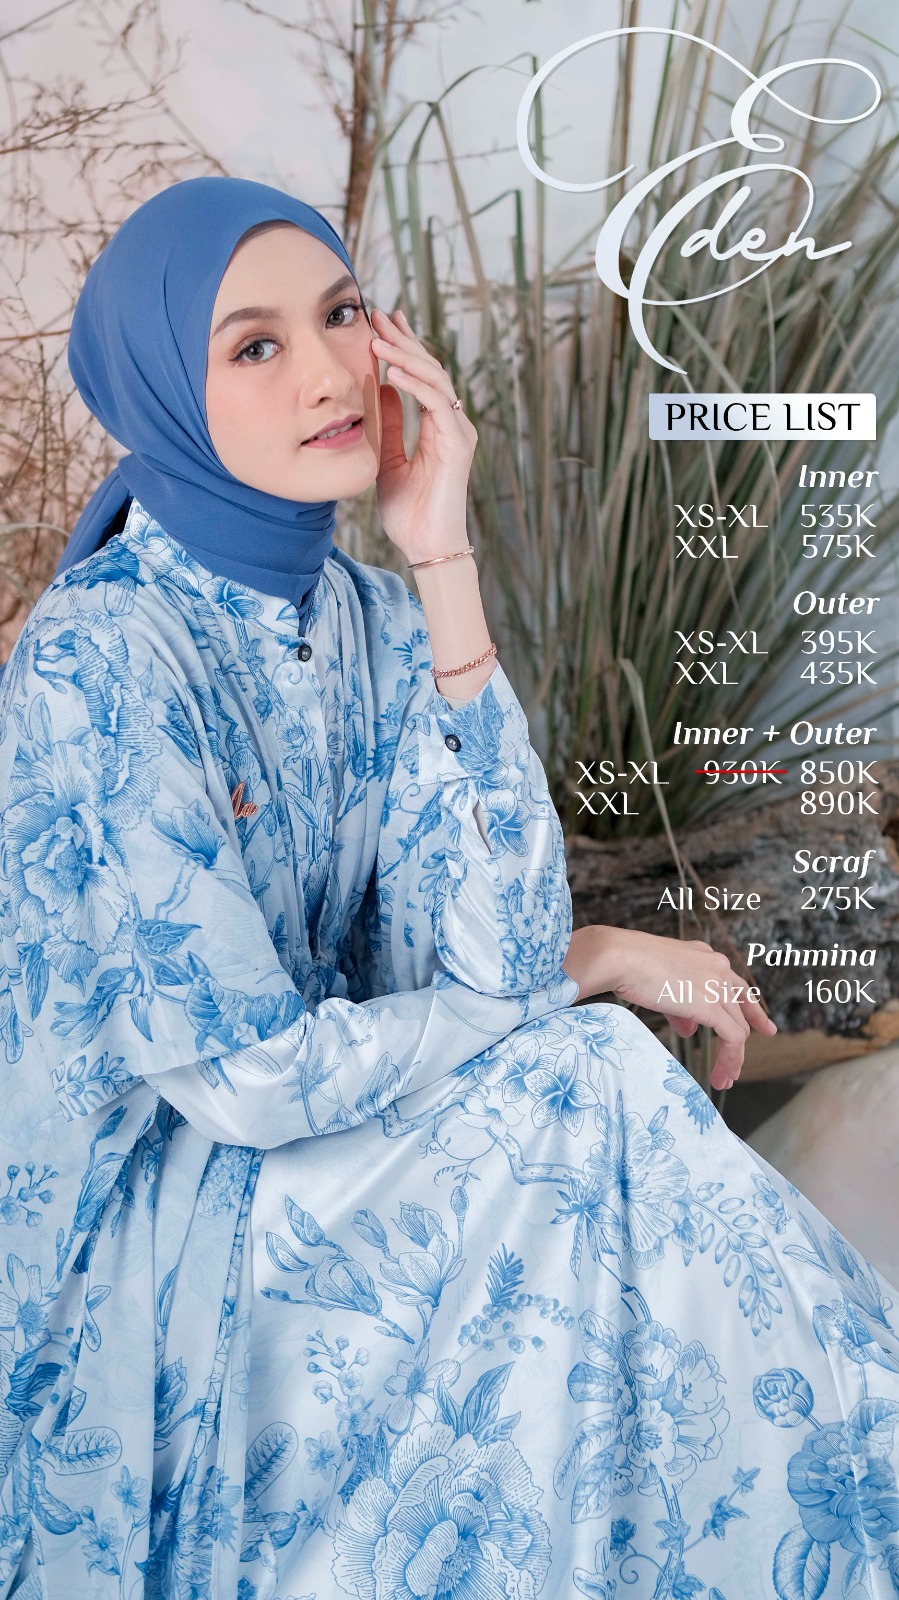 Eden
PRICE LIST
Inner
XS-XL 535K
XXL 575K
Outer
XS-XL 395K
XXL 435K
Inner + Outer
XS-XL 930K 850K
XXL 890K
Scraf
All Size 275K
Pahmina
All Size 160K